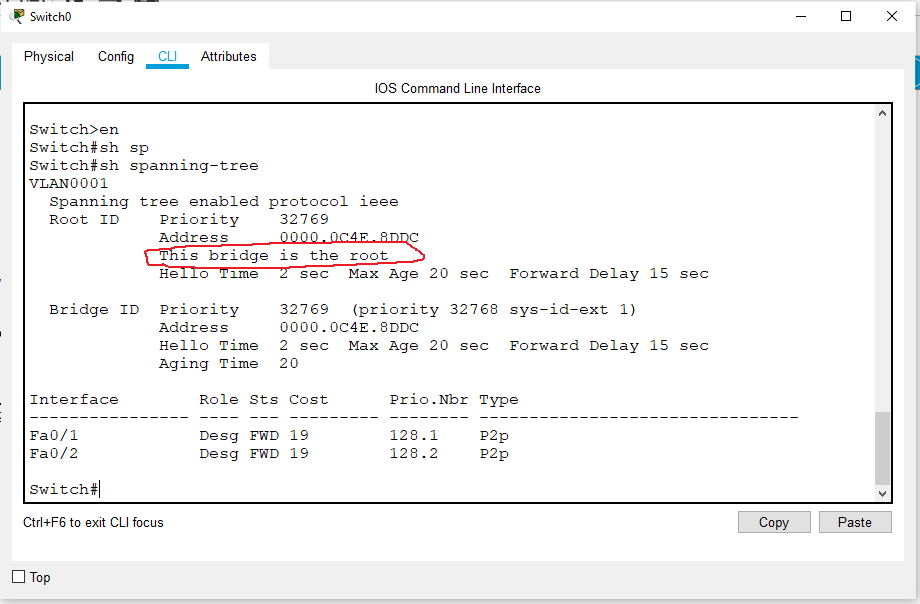 Switch0
Physical Config CLI Attributes
IOS Command Line Interface
Switch>en
Switch#sh sp
Switch#sh spanning-tree
VLAN0001
  Spanning tree enabled protocol ieee
  Root ID    Priority    32769
             Address     0000.0C4E.8DDC
             This bridge is the root
             Hello Time  2 sec  Max Age 20 sec  Forward Delay 15 sec

  Bridge ID  Priority    32769  (priority 32768 sys-id-ext 1)
             Address     0000.0C4E.8DDC
             Hello Time  2 sec  Max Age 20 sec  Forward Delay 15 sec
             Aging Time  20

Interface        Role Sts Cost      Prio.Nbr Type
---------------- ---- --- --------- -------- --------------------------------
Fa0/1            Desg FWD 19        128.1    P2p
Fa0/2            Desg FWD 19        128.2    P2p

Switch#
Ctrl+F6 to exit CLI focus
Copy Paste
Top